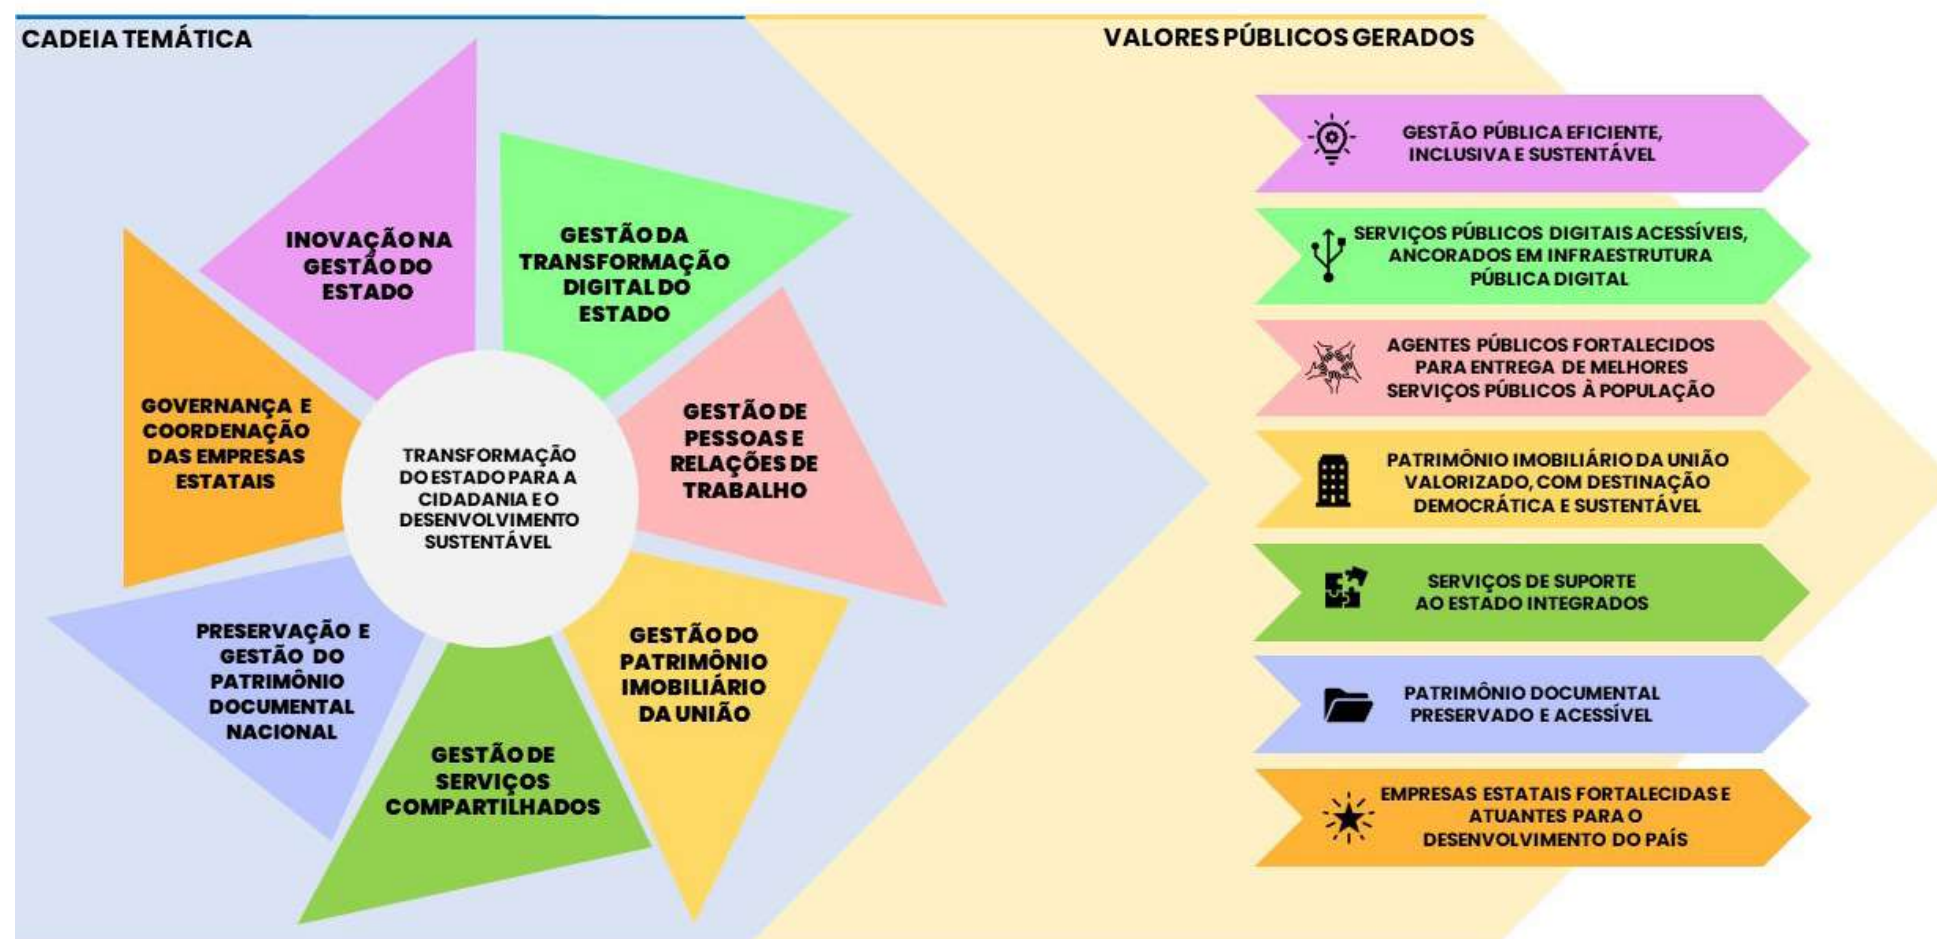 CADEIA TEMÁTICA
VALORES PÚBLICOS GERADOS
INOVAÇÃO NA
GESTÃO DO
ESTADO
GESTÃO DA
TRANSFORMAÇÃO
DIGITAL DO
ESTADO
GESTÃO DE
PESSOAS E
RELAÇÕES DE
TRABALHO
GESTÃO DO
PATRIMÔNIO
IMOBILIÁRIO
DA UNIÃO
GESTÃO DE
SERVIÇOS
COMPARTILHADOS
PRESERVAÇÃO E
GESTÃO DO
PATRIMÔNIO
DOCUMENTAL
NACIONAL
GOVERNANÇA E
COORDENAÇÃO
DAS EMPRESAS
ESTATAIS
TRANSFORMAÇÃO
DO ESTADO PARA A
CIDADANIA E O
DESENVOLVIMENTO
SUSTENTÁVEL
GESTÃO PÚBLICA EFICIENTE,
INCLUSIVA E SUSTENTÁVEL
SERVIÇOS PÚBLICOS DIGITAIS ACESSÍVEIS,
ANCORADOS EM INFRAESTRUTURA
PÚBLICA DIGITAL
AGENTES PÚBLICOS FORTALECIDOS
PARA ENTREGA DE MELHORES
SERVIÇOS PÚBLICOS À POPULAÇÃO
PATRIMÔNIO IMOBILIÁRIO DA UNIÃO
VALORIZADO, COM DESTINAÇÃO
DEMOCRÁTICA E SUSTENTÁVEL
SERVIÇOS DE SUPORTE
AO ESTADO INTEGRADOS
PATRIMÔNIO DOCUMENTAL
PRESERVADO E ACESSÍVEL
EMPRESAS ESTATAIS FORTALECIDAS E
ATUANTES PARA O
DESENVOLVIMENTO DO PAÍS